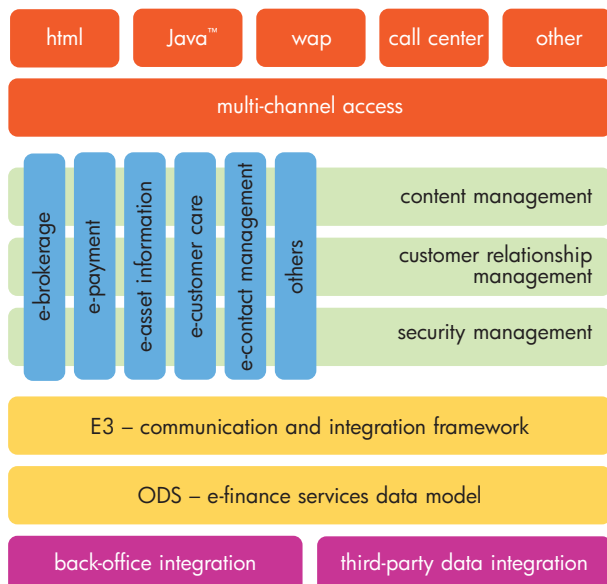 html
Java™
wap
call center
other
multi-channel access
e-brokerage
e-payment
e-asset information
e-customer care
e-contact management
others
content management
customer relationship
management
security management
E3 – communication and integration framework
ODS – e-finance services data model
back-office integration
third-party data integration